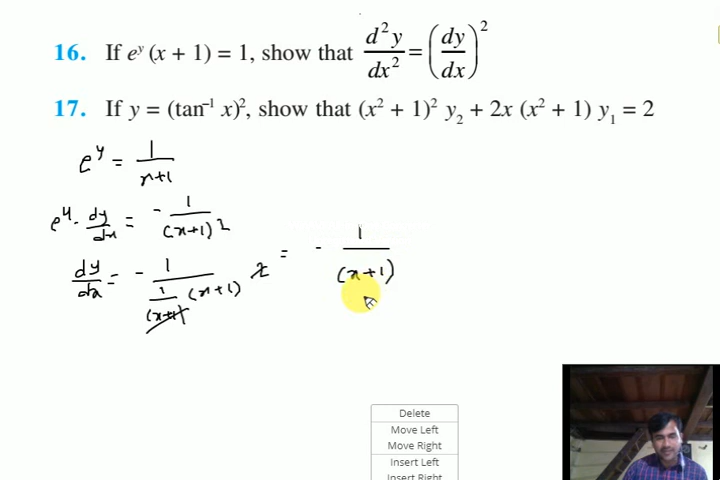 16. If eʸ (x + 1) = 1, show that d²y/dx² = (dy/dx)²
17. If y = (tan⁻¹ x)², show that (x² + 1)² y₂ + 2x (x² + 1) y₁ = 2
eʸ = 1/(x+1)
eʸ · dy/dx = - 1/(x+1)²
dy/dx = - 1/(1/(x+1) (x+1)²) = - 1/(x+1)
Delete
Move Left
Move Right
Insert Left
Insert Right